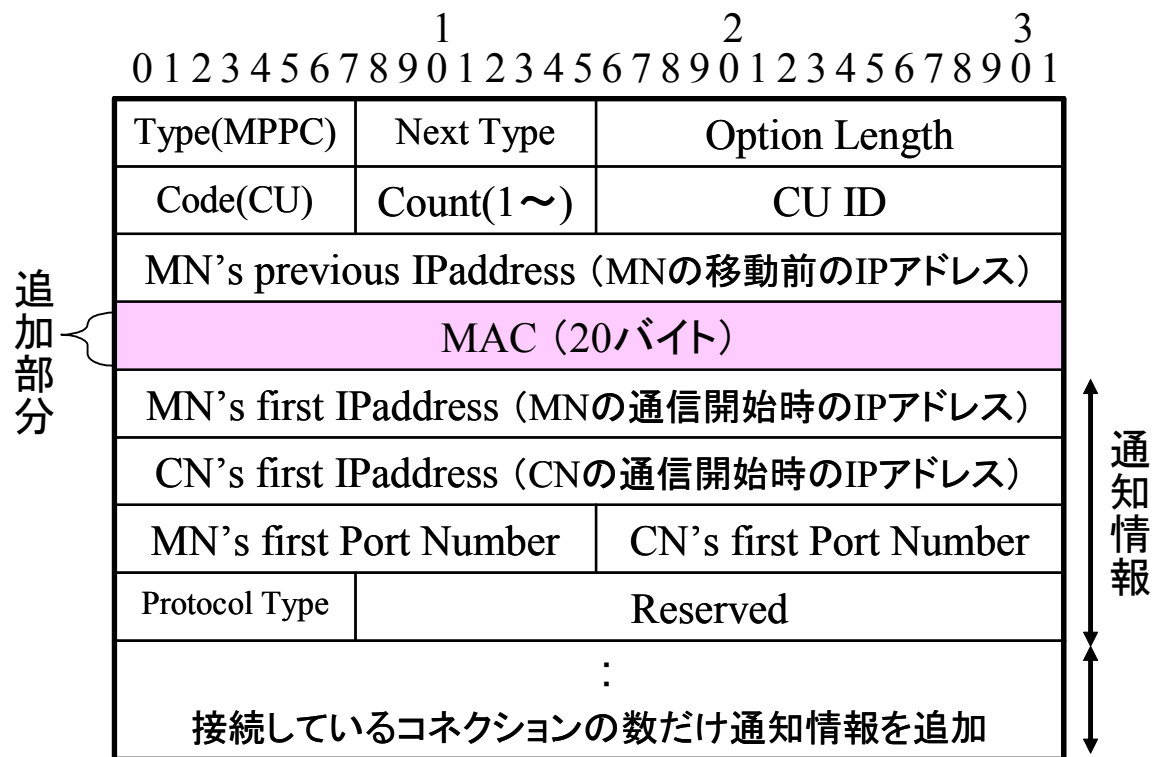 1 2 3
0 1 2 3 4 5 6 7 8 9 0 1 2 3 4 5 6 7 8 9 0 1 2 3 4 5 6 7 8 9 0 1
Type(MPPC) Next Type Option Length
Code(CU) Count(1～) CU ID
MN's previous IPaddress（MNの移動前のIPアドレス）
追加部分
MAC（20バイト）
MN's first IPaddress（MNの通信開始時のIPアドレス）
CN's first IPaddress（CNの通信開始時のIPアドレス）
MN's first Port Number CN's first Port Number
Protocol Type Reserved
通知情報
：
接続しているコネクションの数だけ通知情報を追加